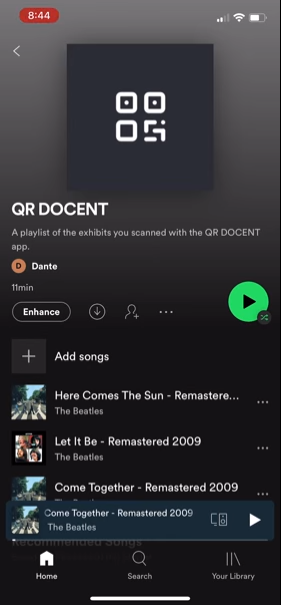 8:44
QR DOCENT
A playlist of the exhibits you scanned with the QR DOCENT
app.
D Dante
11min
Enhance
Add songs
Here Comes The Sun - Remastere...
The Beatles
Let It Be - Remastered 2009
The Beatles
Come Together - Remastered 2009
Come Together - Remastered 2009
The Beatles
Recommended Songs
Home
Search
Your Library